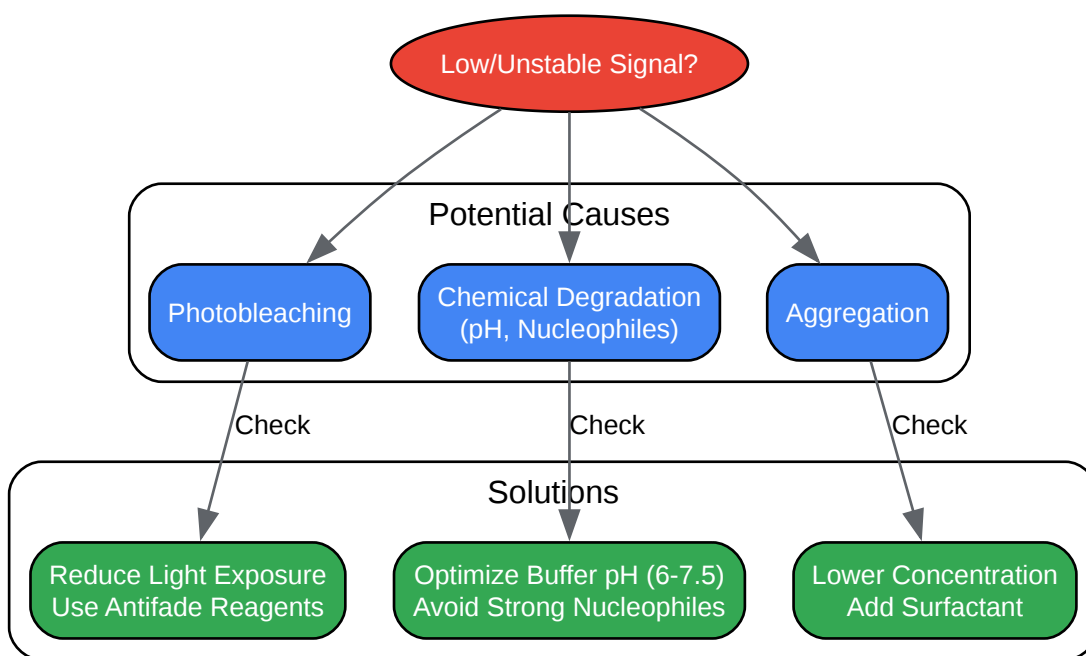 Low/Unstable Signal?
Potential Causes
Photobleaching
Chemical Degradation
(pH, Nucleophiles)
Aggregation
Check
Check
Check
Solutions
Reduce Light Exposure
Use Antifade Reagents
Optimize Buffer pH (6-7.5)
Avoid Strong Nucleophiles
Lower Concentration
Add Surfactant